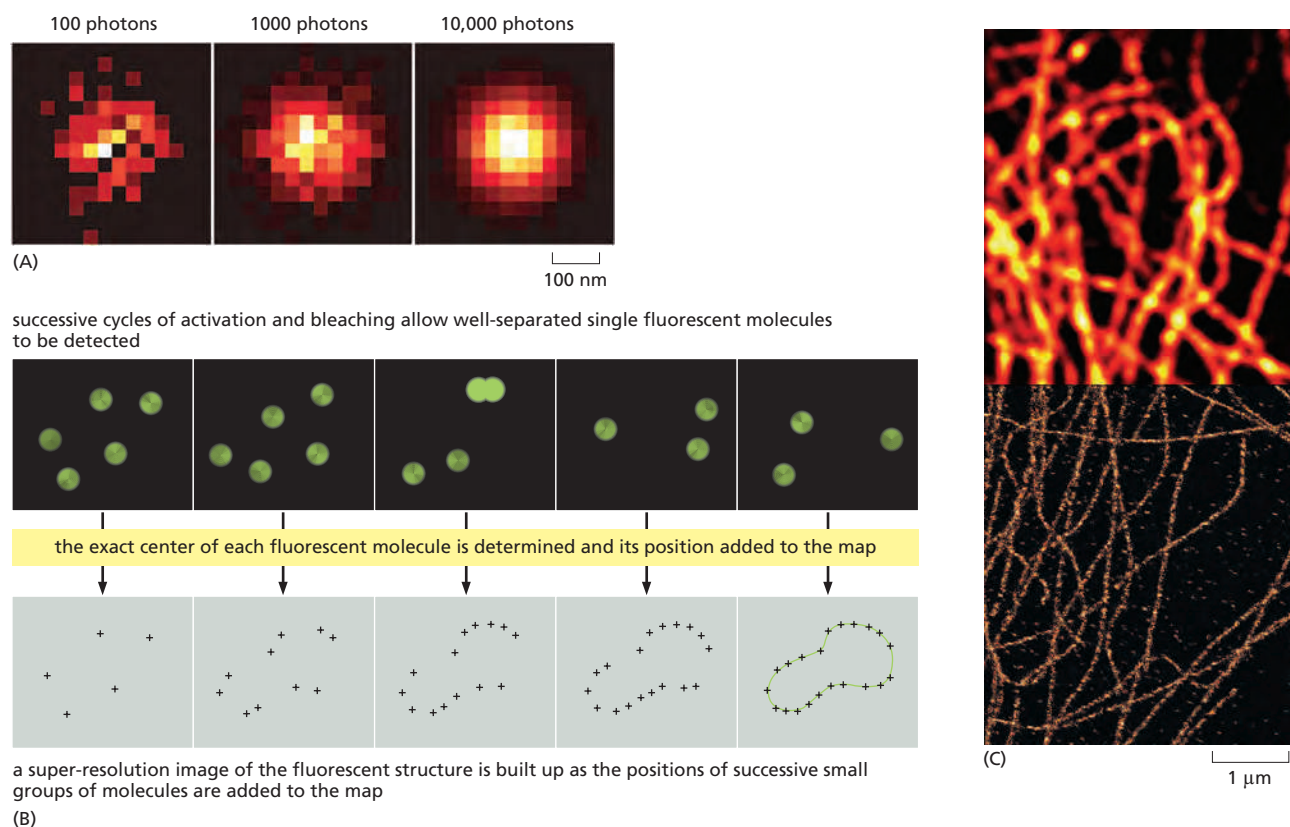 100 photons
1000 photons
10,000 photons
(A)
100 nm
successive cycles of activation and bleaching allow well-separated single fluorescent molecules
to be detected
the exact center of each fluorescent molecule is determined and its position added to the map
a super-resolution image of the fluorescent structure is built up as the positions of successive small
groups of molecules are added to the map
(B)
(C)
1 μm